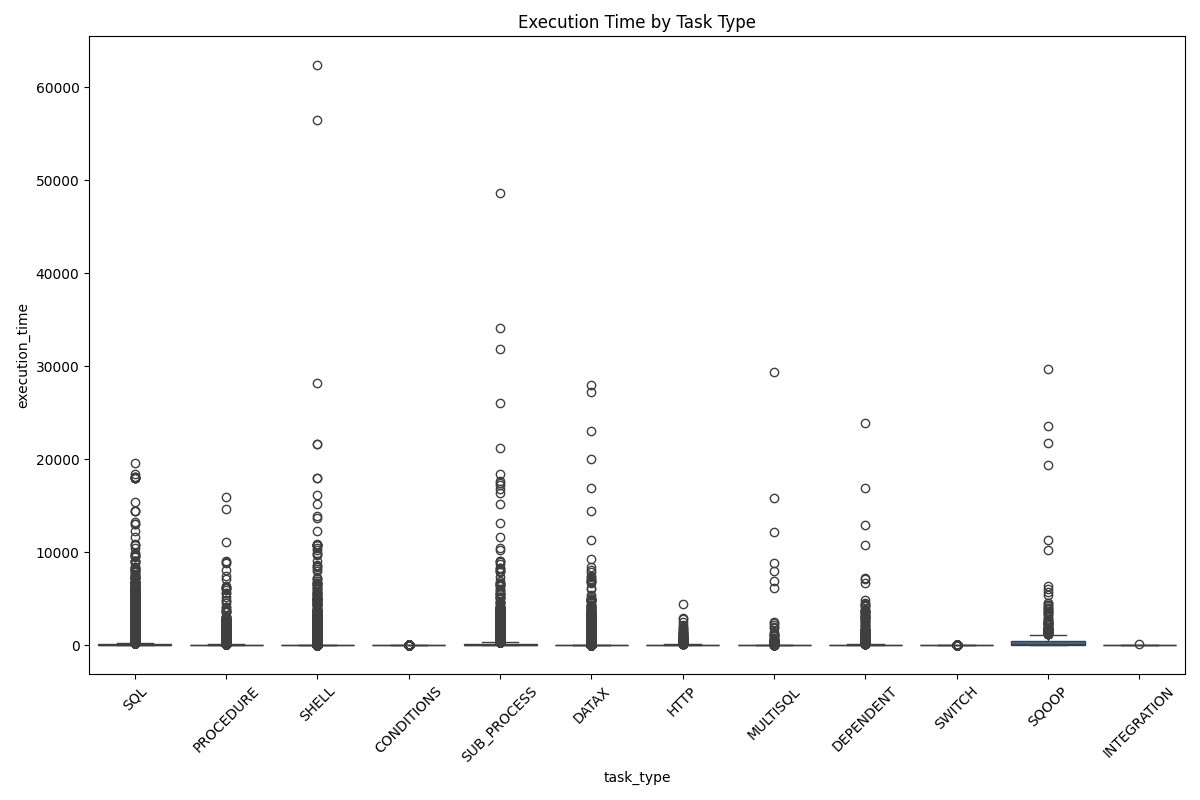 Execution Time by Task Type
execution_time
60000
50000
40000
30000
20000
10000
0
SQL
PROCEDURE
SHELL
CONDITIONS
SUB_PROCESS
DATAX
HTTP
MULTISQL
DEPENDENT
SWITCH
SQOOP
INTEGRATION
task_type